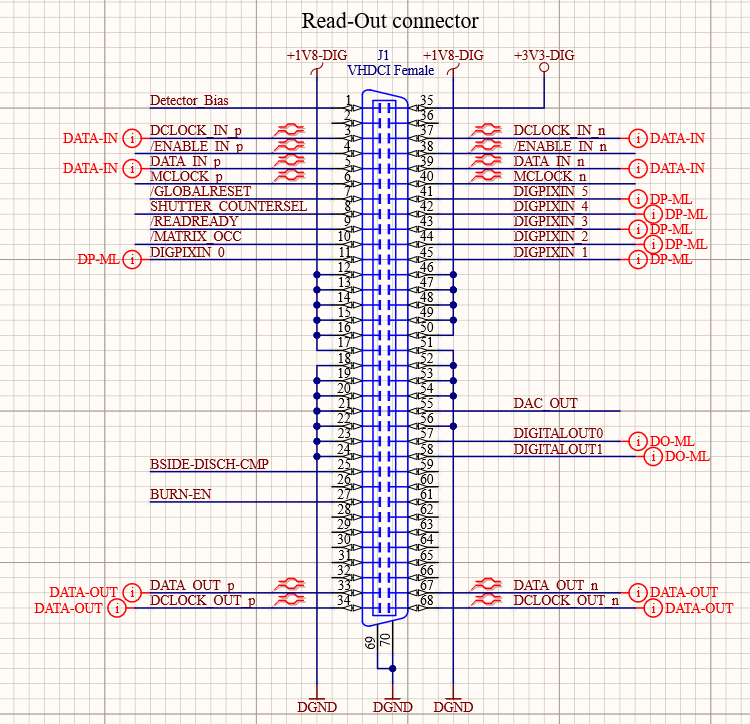 Read-Out connector
+1V8-DIG J1 +1V8-DIG +3V3-DIG
VHDCI Female
Detector_Bias 1 35
2 36
DATA-IN i DCLOCK_IN_p 3 37 DCLOCK_IN_n i DATA-IN
/ENABLE_IN_p 4 38 /ENABLE_IN_n
DATA-IN i DATA_IN_p 5 39 DATA_IN_n i DATA-IN
MCLOCK_p 6 40 MCLOCK_n
/GLOBALRESET 7 41 DIGPIXIN_5 i DP-ML
SHUTTER_COUNTERSEL 8 42 DIGPIXIN_4 i DP-ML
/READREADY 9 43 DIGPIXIN_3 i DP-ML
/MATRIX_OCC 10 44 DIGPIXIN_2 i DP-ML
DP-ML i DIGPIXIN_0 11 45 DIGPIXIN_1 i DP-ML
12 46
13 47
14 48
15 49
16 50
17 51
18 52
19 53
20 54
21 55 DAC_OUT
22 56
23 57 DIGITALOUT0 i DO-ML
24 58 DIGITALOUT1 i DO-ML
BSIDE-DISCH-CMP 25 59
26 60
BURN-EN 27 61
28 62
29 63
30 64
31 65
32 66
DATA-OUT i DATA_OUT_p 33 67 DATA_OUT_n i DATA-OUT
DATA-OUT i DCLOCK_OUT_p 34 68 DCLOCK_OUT_n i DATA-OUT
69 70
DGND DGND DGND